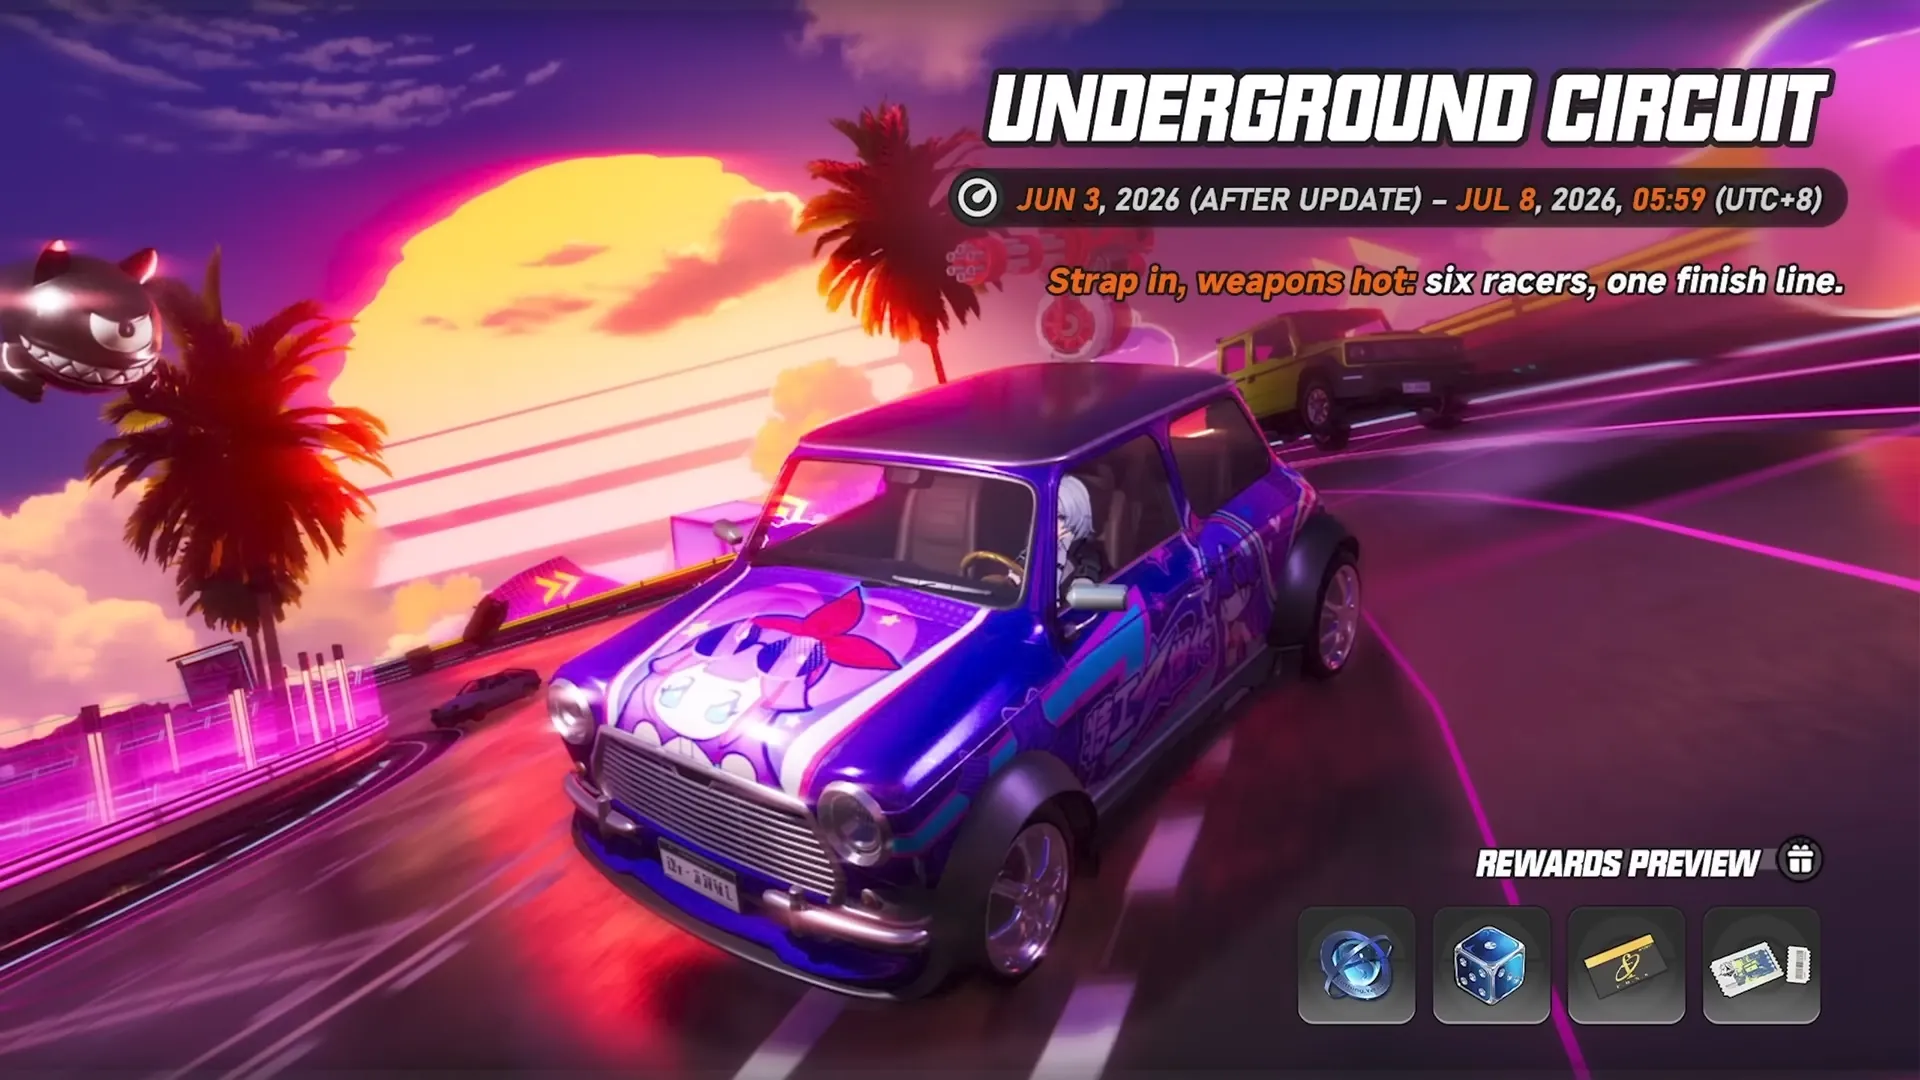 UNDERGROUND CIRCUIT
JUN 3, 2026 (AFTER UPDATE) – JUL 8, 2026, 05:59 (UTC+8)
Strap in, weapons hot: six racers, one finish line.
REWARDS PREVIEW